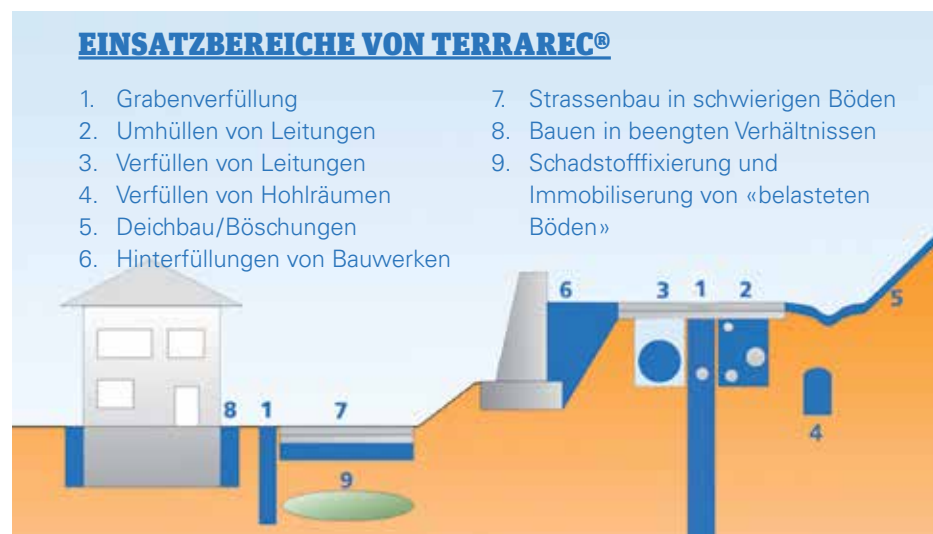 EINSATZBEREICHE VON TERRAREC®
1. Grabenverfüllung
2. Umhüllen von Leitungen
3. Verfüllen von Leitungen
4. Verfüllen von Hohlräumen
5. Deichbau/Böschungen
6. Hinterfüllungen von Bauwerken
7. Strassenbau in schwierigen Böden
8. Bauen in beengten Verhältnissen
9. Schadstofffixierung und
Immobiliserung von «belasteten
Böden»
6 3 1 2
5
8 1 7
4
9